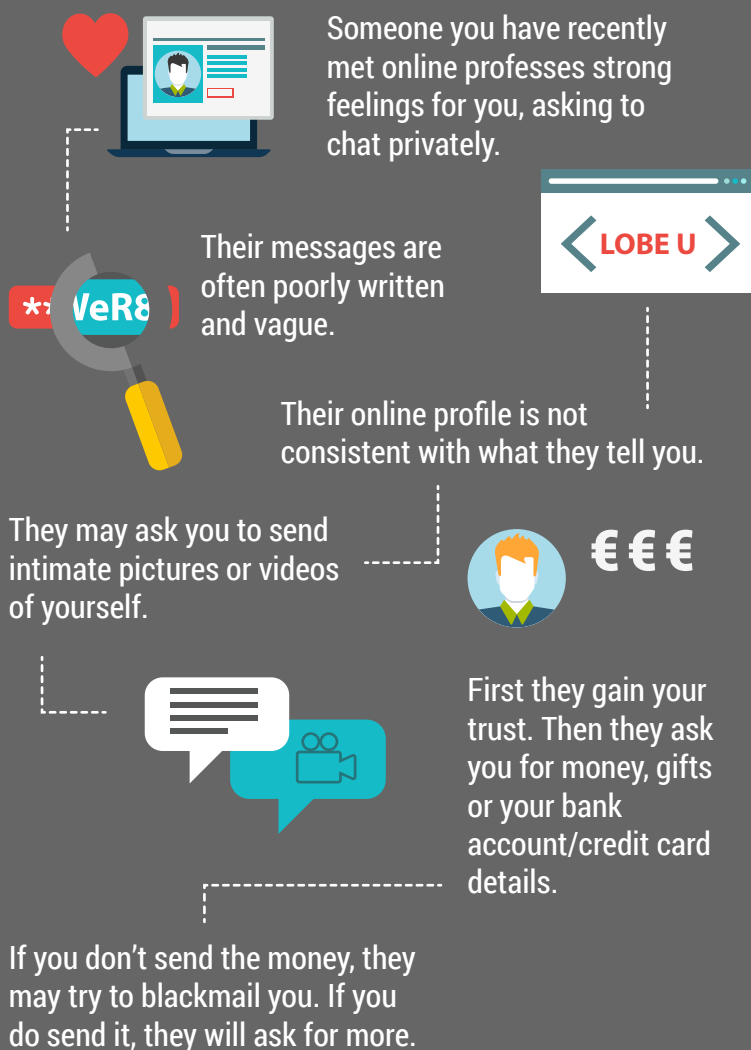 Someone you have recently
met online professes strong
feelings for you, asking to
chat privately.
LOBE U
Their messages are
often poorly written
and vague.
** VeR8
Their online profile is not
consistent with what they tell you.
They may ask you to send
intimate pictures or videos
of yourself.
€ € €
First they gain your
trust. Then they ask
you for money, gifts
or your bank
account/credit card
details.
If you don’t send the money, they
may try to blackmail you. If you
do send it, they will ask for more.